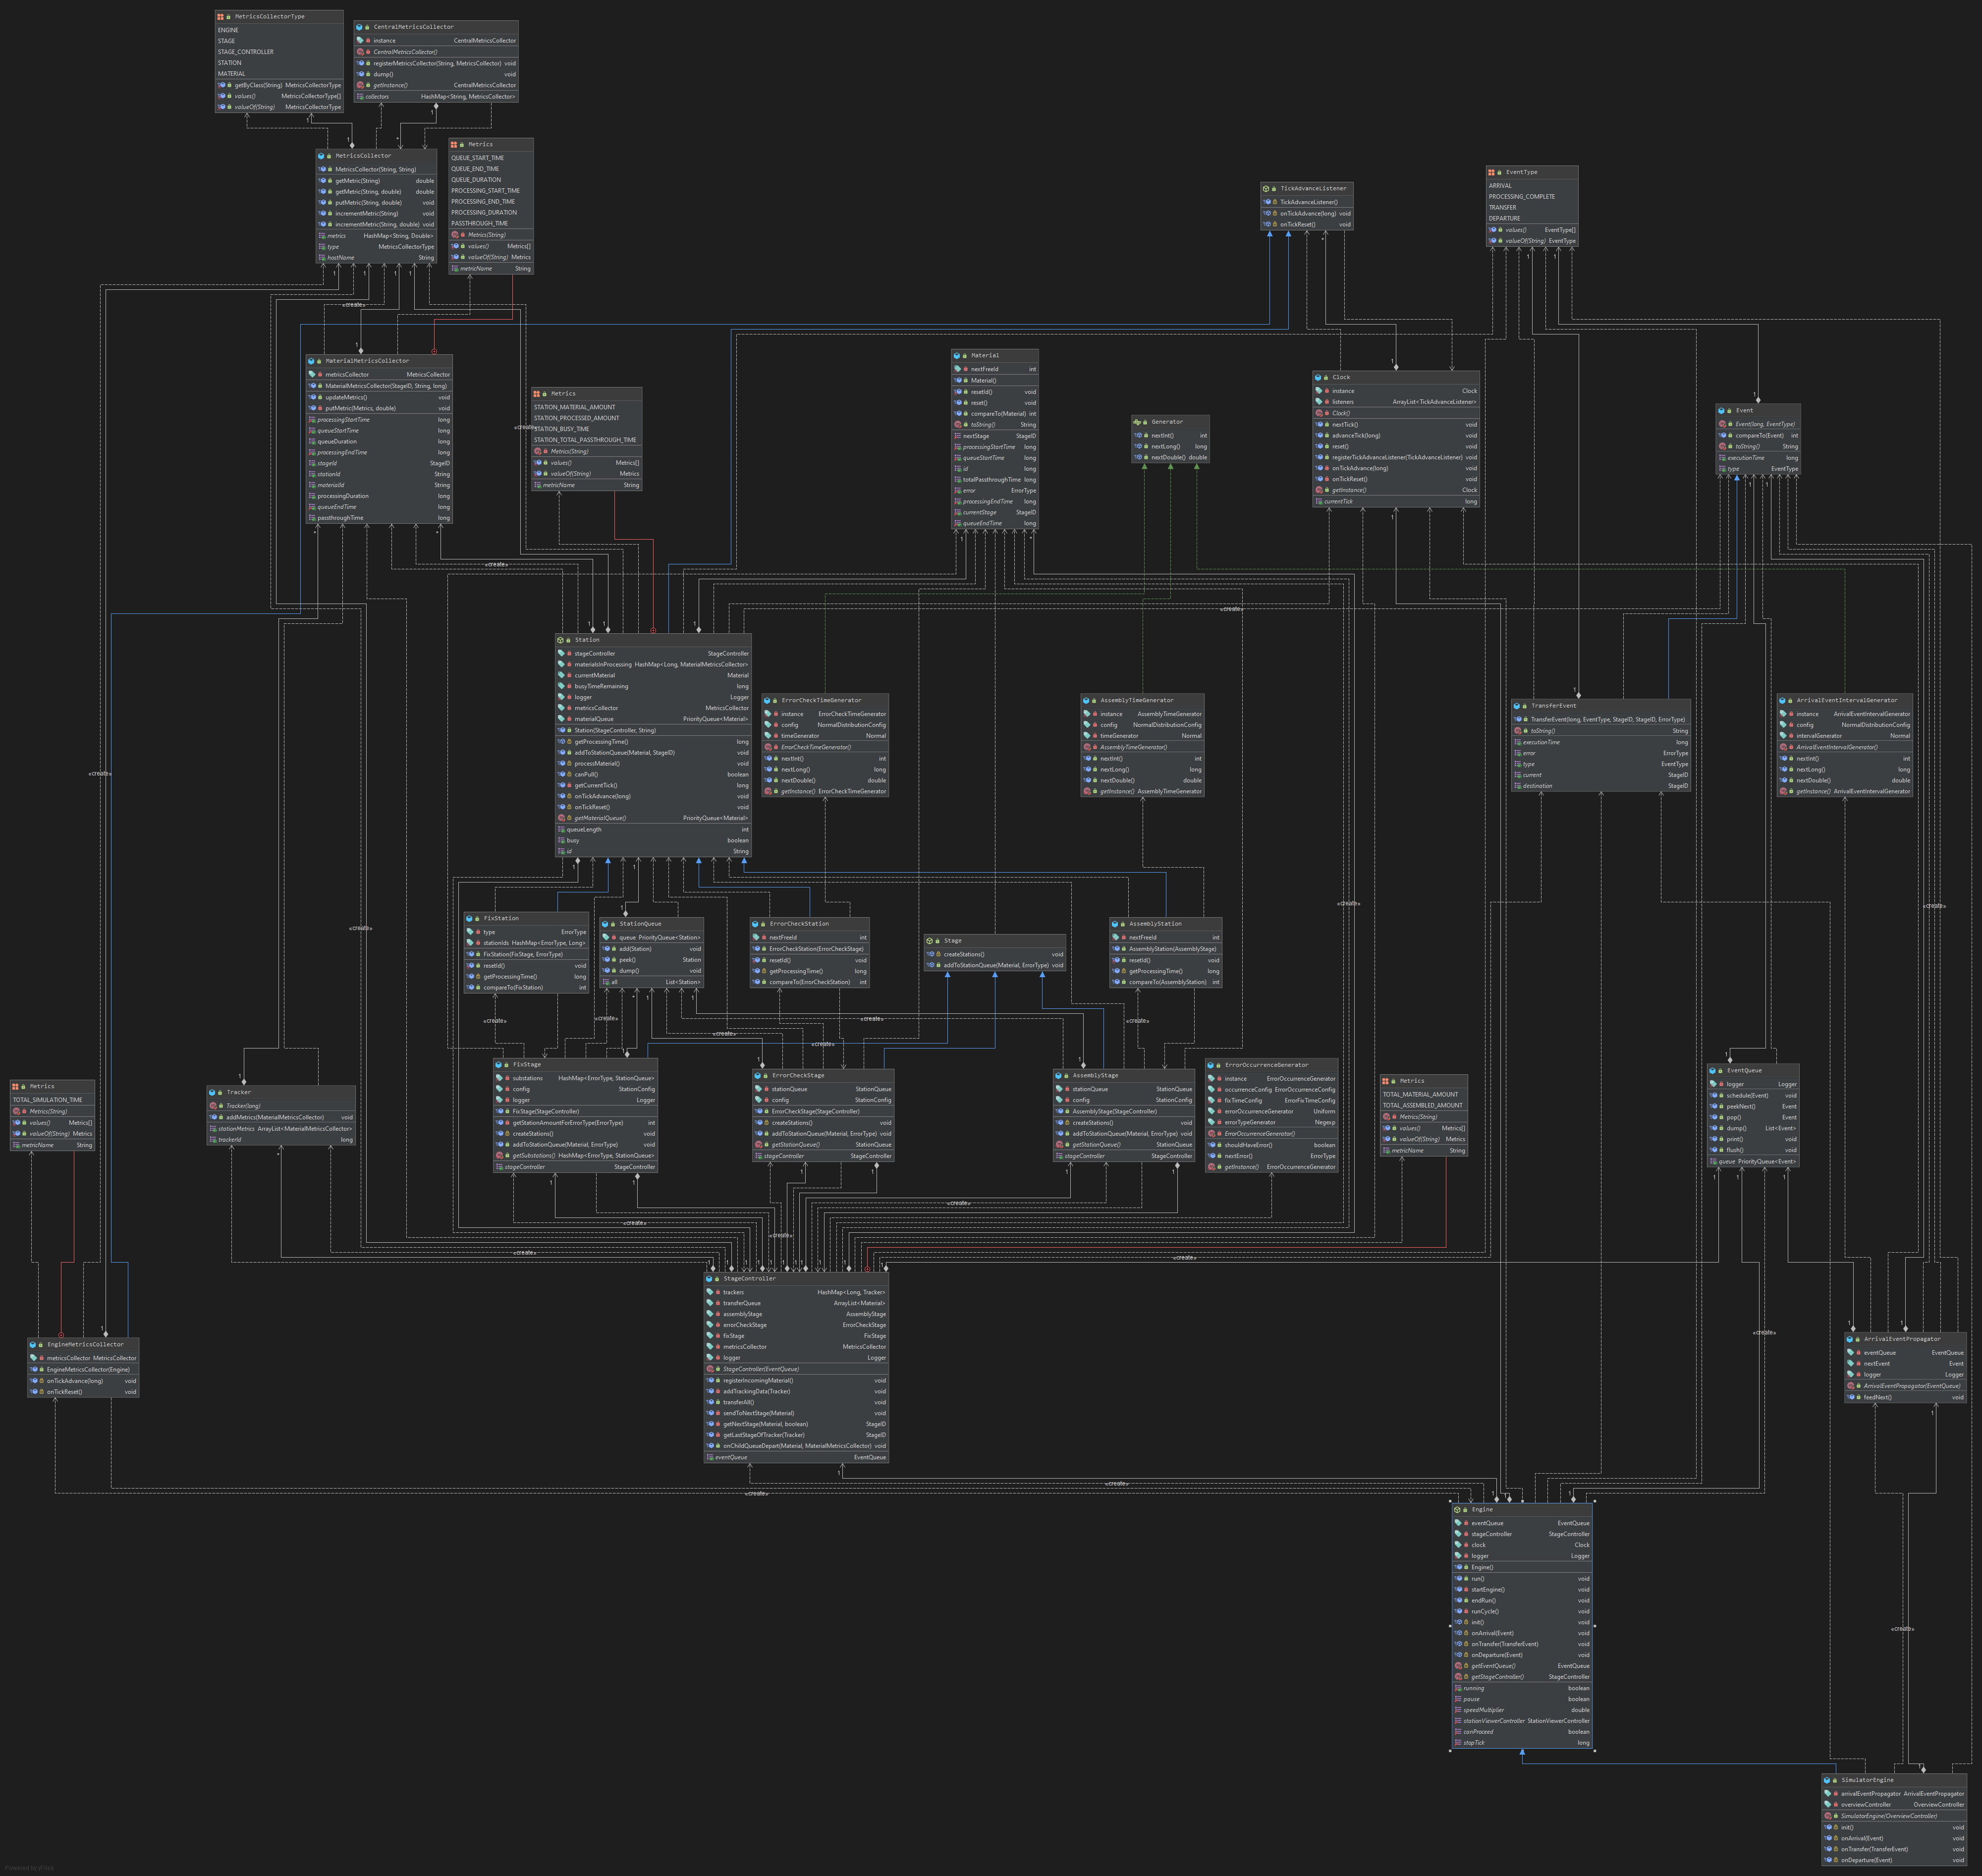 MetricsCollectorType
ENGINE
STAGE
STAGE_CONTROLLER
STATION
MATERIAL
getByClass(String) MetricsCollectorType
values() MetricsCollectorType[]
valueOf(String) MetricsCollectorType
CentralMetricsCollector
instance CentralMetricsCollector
CentralMetricsCollector()
registerMetricsCollector(String, MetricsCollector) void
dump() void
getInstance() CentralMetricsCollector
collectors HashMap<String, MetricsCollector>
MetricsCollector
MetricsCollector(String, String)
getMetric(String) double
getMetric(String, double) double
putMetric(String, double) void
incrementMetric(String) void
incrementMetric(String, double) void
metrics HashMap<String, Double>
type MetricsCollectorType
hostName String
Metrics
QUEUE_START_TIME
QUEUE_END_TIME
QUEUE_DURATION
PROCESSING_START_TIME
PROCESSING_END_TIME
PROCESSING_DURATION
PASSTHROUGH_TIME
Metrics(String)
values() Metrics[]
valueOf(String) Metrics
metricName String
TickAdvanceListener
TickAdvanceListener()
onTickAdvance(long) void
onTickReset() void
EventType
ARRIVAL
PROCESSING_COMPLETE
TRANSFER
DEPARTURE
values() EventType[]
valueOf(String) EventType
MaterialMetricsCollector
metricsCollector MetricsCollector
MaterialMetricsCollector(StageID, String, long)
updateMetrics() void
putMetric(Metrics, double) void
processingStartTime long
queueStartTime long
queueDuration long
processingEndTime long
stageId StageID
stationId String
materialId String
processingDuration long
queueEndTime long
passthroughTime long
Metrics
STATION_MATERIAL_AMOUNT
STATION_PROCESSED_AMOUNT
STATION_BUSY_TIME
STATION_TOTAL_PASSTHROUGH_TIME
Metrics(String)
values() Metrics[]
valueOf(String) Metrics
metricName String
Material
nextFreeId int
Material()
resetId() void
reset() void
compareTo(Material) int
toString() String
nextStage StageID
processingStartTime long
queueStartTime long
id long
totalPassthroughTime long
error ErrorType
processingEndTime long
currentStage StageID
queueEndTime long
Generator
nextInt() int
nextLong() long
nextDouble() double
Clock
instance Clock
listeners ArrayList<TickAdvanceListener>
Clock()
nextTick() void
advanceTick(long) void
reset() void
registerTickAdvanceListener(TickAdvanceListener) void
onTickAdvance(long) void
onTickReset() void
getInstance() Clock
currentTick long
Event
Event(long, EventType)
compareTo(Event) int
toString() String
executionTime long
type EventType
Station
stageController StageController
materialsInProcessing HashMap<Long, MaterialMetricsCollector>
currentMaterial Material
busyTimeRemaining long
logger Logger
metricsCollector MetricsCollector
materialQueue PriorityQueue<Material>
Station(StageController, String)
getProcessingTime() long
addToStationQueue(Material, StageID) void
processMaterial() void
canPull() boolean
getCurrentTick() long
onTickAdvance(long) void
onTickReset() void
getMaterialQueue() PriorityQueue<Material>
queueLength int
busy boolean
id String
ErrorCheckTimeGenerator
instance ErrorCheckTimeGenerator
config NormalDistributionConfig
timeGenerator Normal
ErrorCheckTimeGenerator()
nextInt() int
nextLong() long
nextDouble() double
getInstance() ErrorCheckTimeGenerator
AssemblyTimeGenerator
instance AssemblyTimeGenerator
config NormalDistributionConfig
timeGenerator Normal
AssemblyTimeGenerator()
nextInt() int
nextLong() long
nextDouble() double
getInstance() AssemblyTimeGenerator
TransferEvent
TransferEvent(long, EventType, StageID, StageID, ErrorType)
toString() String
executionTime long
error ErrorType
type EventType
current StageID
destination StageID
ArrivalEventIntervalGenerator
instance ArrivalEventIntervalGenerator
config NormalDistributionConfig
intervalGenerator Normal
ArrivalEventIntervalGenerator()
nextInt() int
nextLong() long
nextDouble() double
getInstance() ArrivalEventIntervalGenerator
FixStation
type ErrorType
stationIds HashMap<ErrorType, Long>
FixStation(FixStage, ErrorType)
resetId() void
getProcessingTime() long
compareTo(FixStation) int
StationQueue
queue PriorityQueue<Station>
add(Station) void
peek() Station
dump() void
all List<Station>
ErrorCheckStation
nextFreeId int
ErrorCheckStation(ErrorCheckStage)
resetId() void
getProcessingTime() long
compareTo(ErrorCheckStation) int
Stage
createStations() void
addToStationQueue(Material, ErrorType) void
AssemblyStation
nextFreeId int
AssemblyStation(AssemblyStage)
resetId() void
getProcessingTime() long
compareTo(AssemblyStation) int
Metrics
TOTAL_SIMULATION_TIME
Metrics(String)
values() Metrics[]
valueOf(String) Metrics
metricName String
Tracker
Tracker(long)
addMetrics(MaterialMetricsCollector) void
stationMetrics ArrayList<MaterialMetricsCollector>
trackerId long
FixStage
substations HashMap<ErrorType, StationQueue>
config StationConfig
logger Logger
FixStage(StageController)
getStationAmountForErrorType(ErrorType) int
createStations() void
addToStationQueue(Material, ErrorType) void
getSubstations() HashMap<ErrorType, StationQueue>
stageController StageController
ErrorCheckStage
stationQueue StationQueue
config StationConfig
ErrorCheckStage(StageController)
createStations() void
addToStationQueue(Material, ErrorType) void
getStationQueue() StationQueue
stageController StageController
AssemblyStage
stationQueue StationQueue
config StationConfig
AssemblyStage(StageController)
createStations() void
addToStationQueue(Material, ErrorType) void
getStationQueue() StationQueue
stageController StageController
ErrorOccurrenceGenerator
instance ErrorOccurrenceGenerator
occurrenceConfig ErrorOccurrenceConfig
fixTimeConfig ErrorFixTimeConfig
errorOccurrenceGenerator Uniform
errorTypeGenerator Negexp
ErrorOccurrenceGenerator()
shouldHaveError() boolean
nextError() ErrorType
getInstance() ErrorOccurrenceGenerator
Metrics
TOTAL_MATERIAL_AMOUNT
TOTAL_ASSEMBLED_AMOUNT
Metrics(String)
values() Metrics[]
valueOf(String) Metrics
metricName String
EventQueue
logger Logger
schedule(Event) void
peekNext() Event
pop() Event
dump() List<Event>
print() void
flush() void
queue PriorityQueue<Event>
EngineMetricsCollector
metricsCollector MetricsCollector
EngineMetricsCollector(Engine)
onTickAdvance(long) void
onTickReset() void
StageController
trackers HashMap<Long, Tracker>
transferQueue ArrayList<Material>
assemblyStage AssemblyStage
errorCheckStage ErrorCheckStage
fixStage FixStage
metricsCollector MetricsCollector
logger Logger
StageController(EventQueue)
registerIncomingMaterial() void
addTrackingData(Tracker) void
transferAll() void
sendToNextStage(Material) void
getNextStage(Material, boolean) StageID
getLastStageOfTracker(Tracker) StageID
onChildQueueDepart(Material, MaterialMetricsCollector) void
eventQueue EventQueue
ArrivalEventPropagator
eventQueue EventQueue
nextEvent Event
logger Logger
ArrivalEventPropagator(EventQueue)
feedNext() void
Engine
eventQueue EventQueue
stageController StageController
clock Clock
logger Logger
Engine()
run() void
startEngine() void
endRun() void
runCycle() void
init() void
onArrival(Event) void
onTransfer(TransferEvent) void
onDeparture(Event) void
getEventQueue() EventQueue
getStageController() StageController
running boolean
pause boolean
speedMultiplier double
stationViewerController StationViewerController
canProceed boolean
stopTick long
SimulatorEngine
arrivalEventPropagator ArrivalEventPropagator
overviewController OverviewController
SimulatorEngine(OverviewController)
init() void
onArrival(Event) void
onTransfer(TransferEvent) void
onDeparture(Event) void
Powered by yFiles